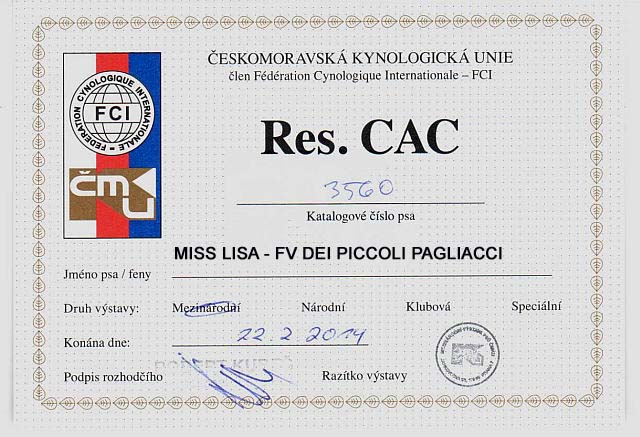 ČESKOMORAVSKÁ KYNOLOGICKÁ UNIE
člen Fédération Cynologique Internationale – FCI
FEDERATION CYNOLOGIQUE INTERNATIONALE
FCI
ČMKU
Res. CAC
3560
Katalogové číslo psa
MISS LISA - FV DEI PICCOLI PAGLIACCI
Jméno psa / feny
Druh výstavy: Mezinárodní Národní Klubová Speciální
Konána dne: 22. 2. 2014
Podpis rozhodčího Razítko výstavy